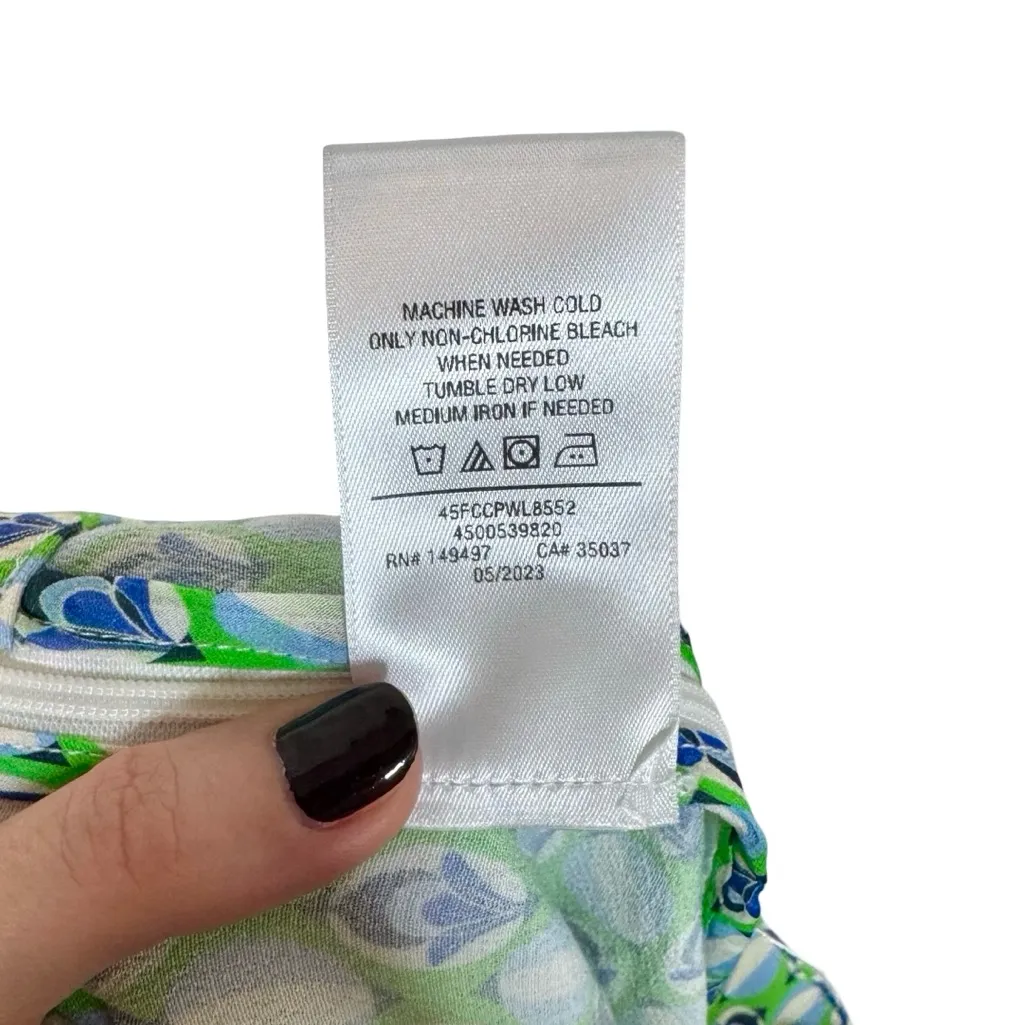 MACHINE WASH COLD
ONLY NON-CHLORINE BLEACH
WHEN NEEDED
TUMBLE DRY LOW
MEDIUM IRON IF NEEDED
45FCCPWL8552
4500539820
RN# 149497 CA# 35037
05/2023